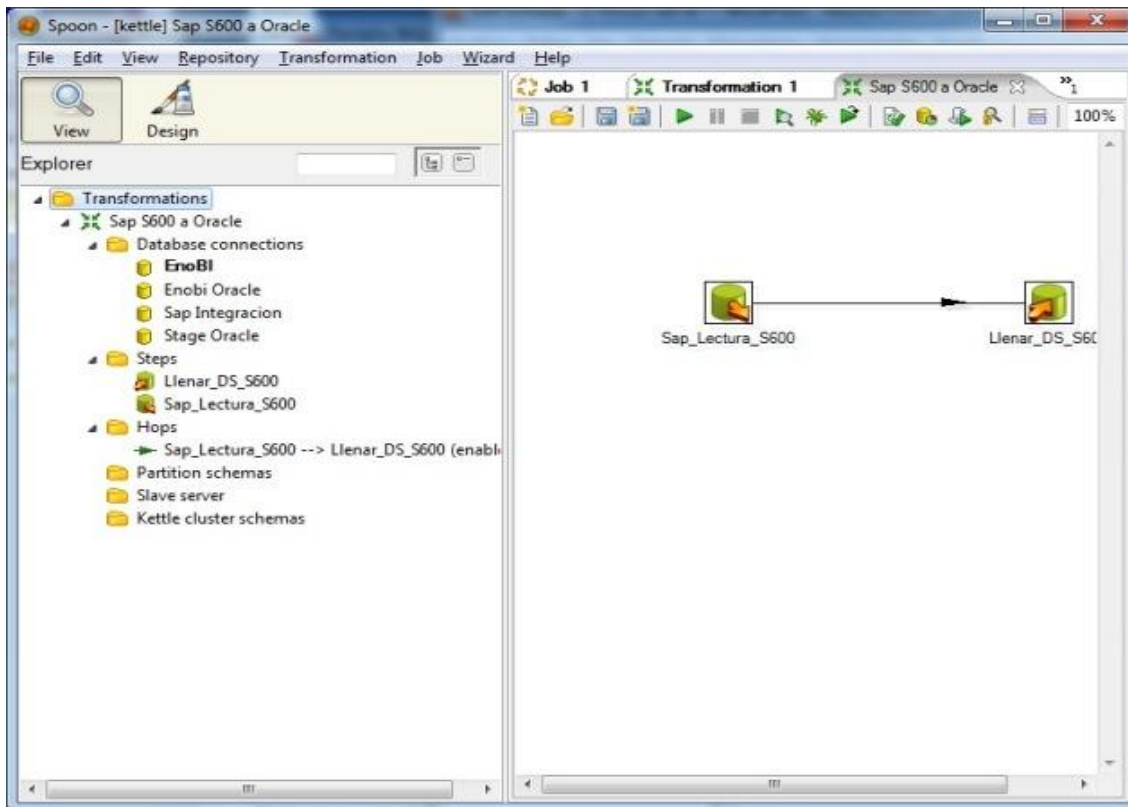 Spoon - [kettle] Sap S600 a Oracle
File Edit View Repository Transformation Job Wizard Help
View Design
Explorer
Transformations
Sap S600 a Oracle
Database connections
EnoBI
Enobi Oracle
Sap Integracion
Stage Oracle
Steps
Llenar_DS_S600
Sap_Lectura_S600
Hops
Sap_Lectura_S600 --> Llenar_DS_S600 (enabl
Partition schemas
Slave server
Kettle cluster schemas
Job 1 Transformation 1 Sap S600 a Oracle »1
100%
Sap_Lectura_S600 Llenar_DS_S60